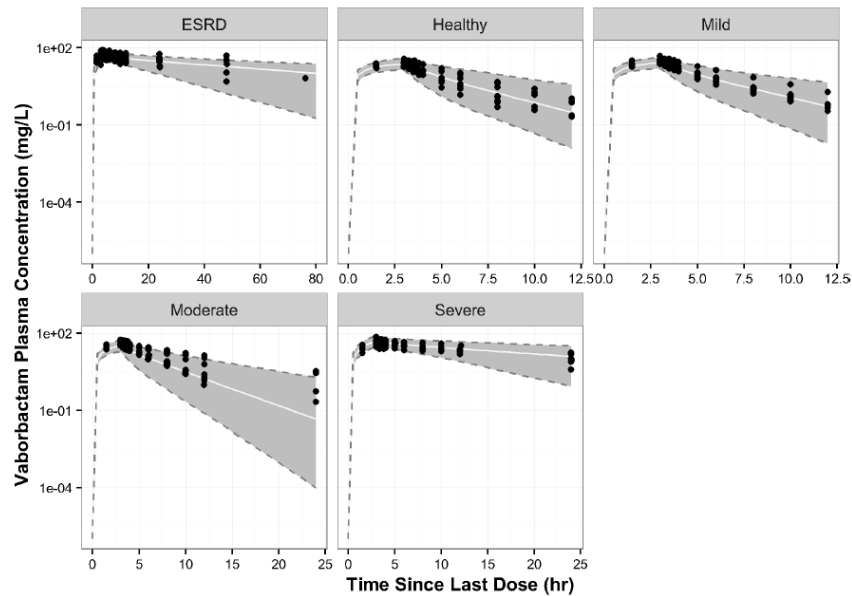 ESRD Healthy Mild
1e+02
1e-01
1e-04
0 20 40 60 80 0.0 2.5 5.0 7.5 10.0 12.5 0.0 2.5 5.0 7.5 10.0 12.5
Moderate Severe
1e+02
1e-01
1e-04
0 5 10 15 20 25 0 5 10 15 20 25
Time Since Last Dose (hr)
Vaborbactam Plasma Concentration (mg/L)